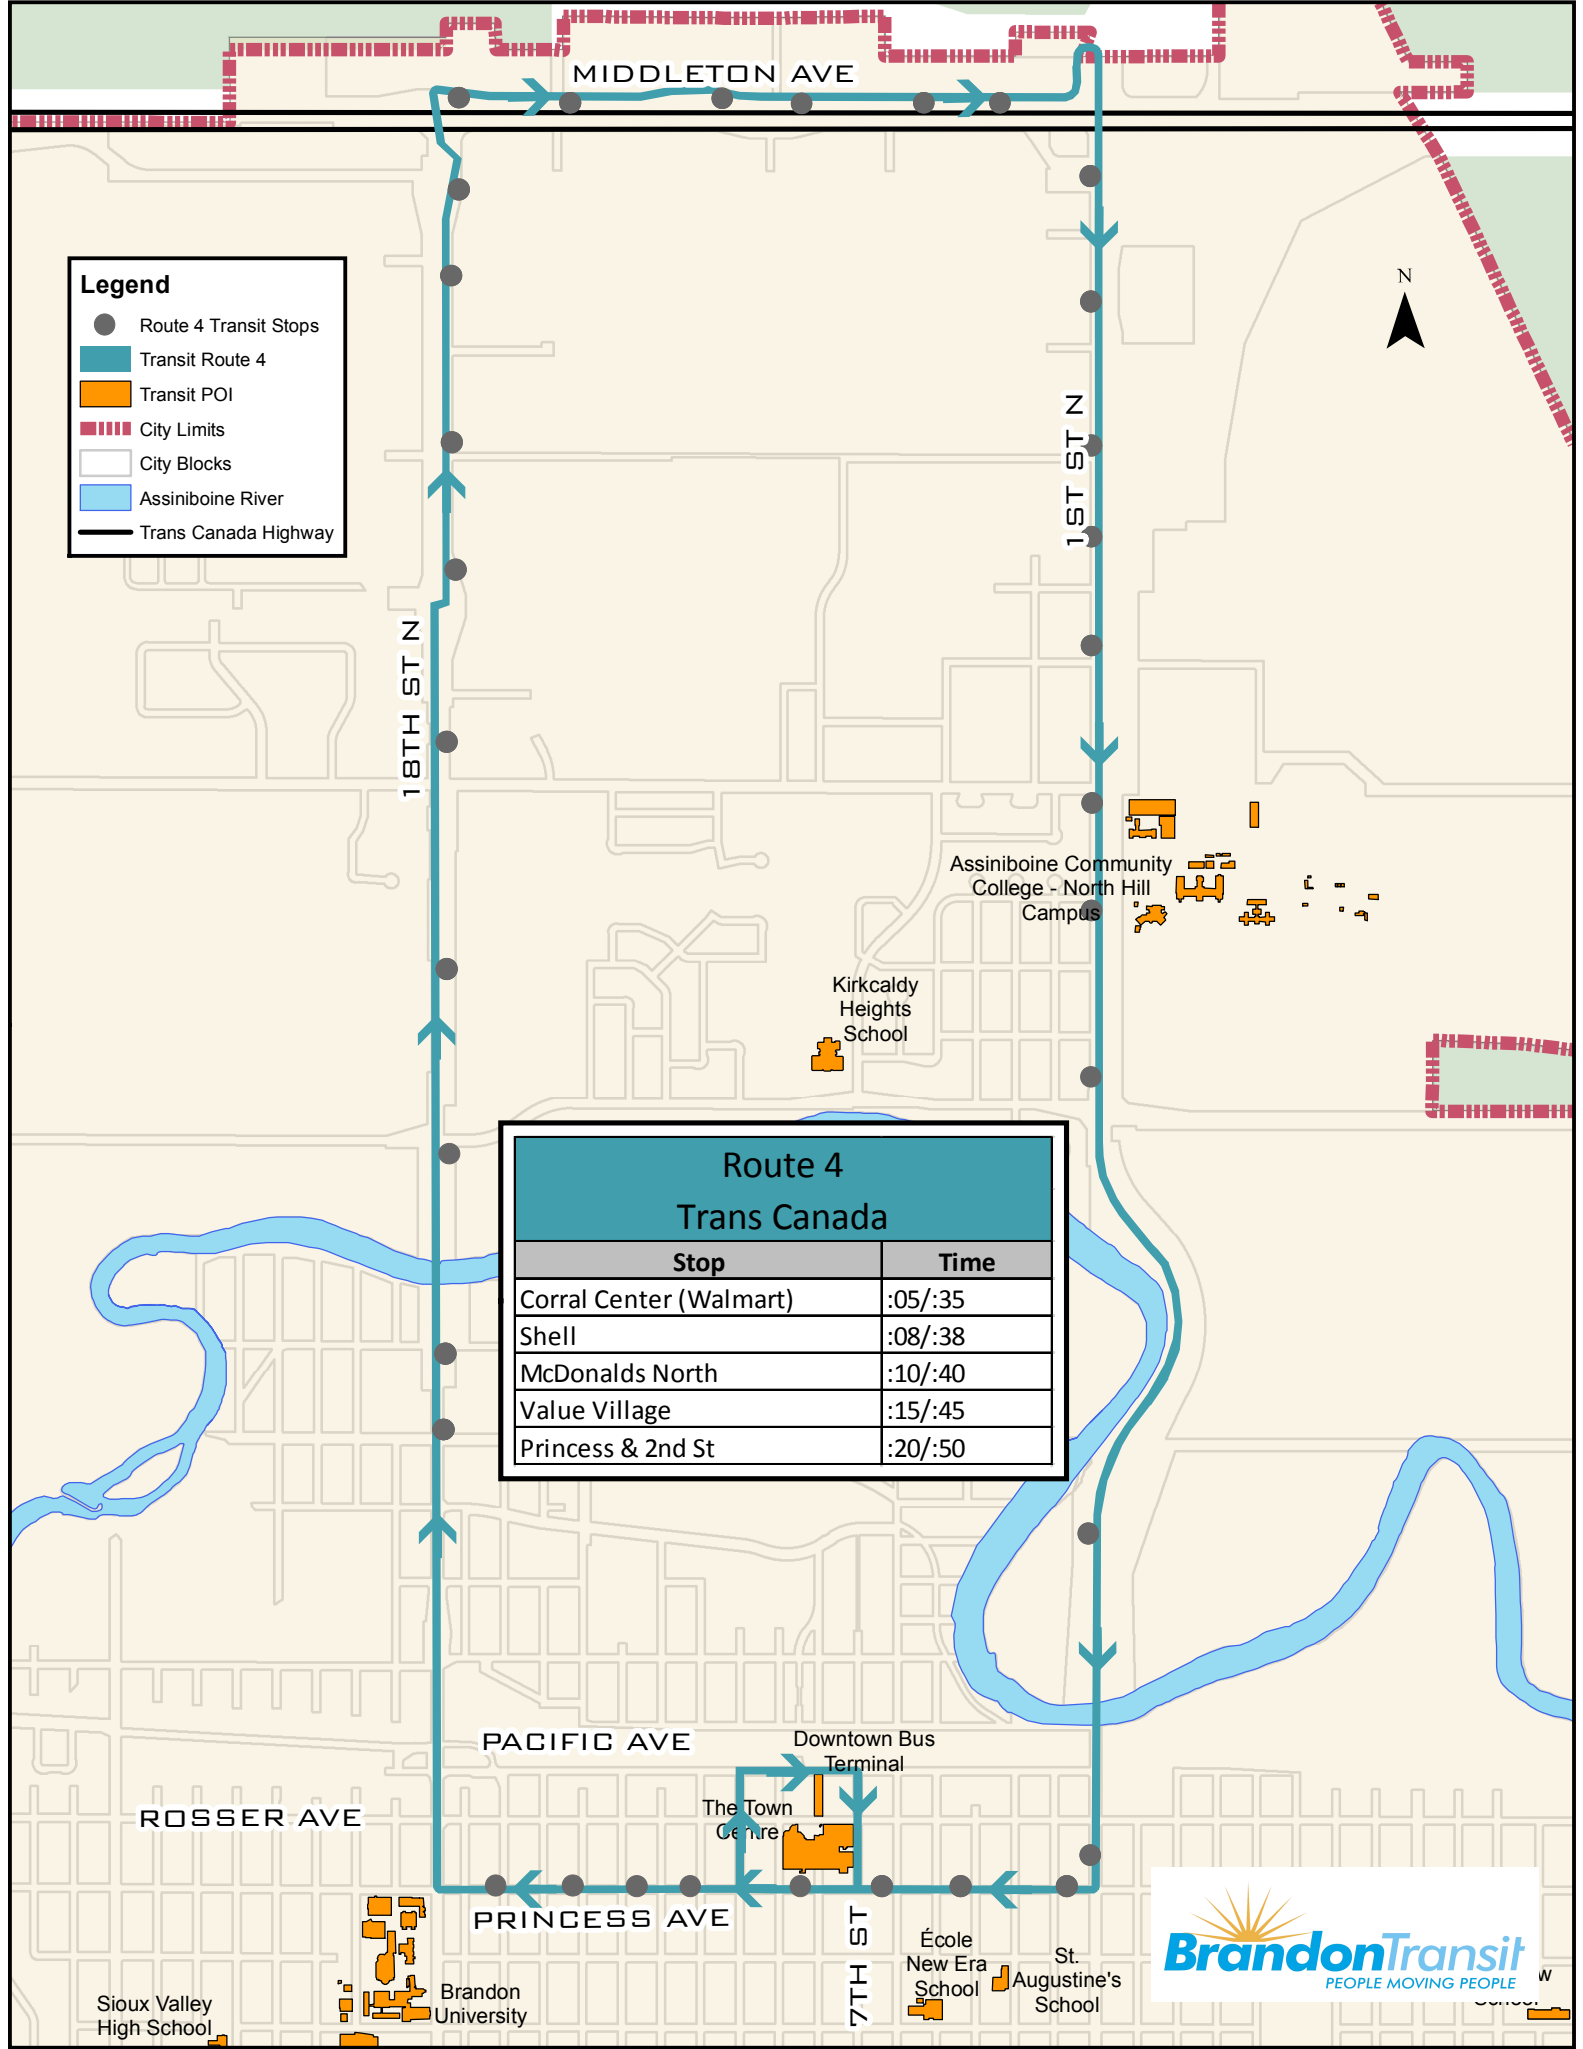 MIDDLETON AVE
Legend
Route 4 Transit Stops
Transit Route 4
Transit POI
City Limits
City Blocks
Assiniboine River
Trans Canada Highway
N
1ST ST N
18TH ST N
Assiniboine Community
College - North Hill
Campus
Kirkcaldy
Heights
School
Route 4
Trans Canada
Stop Time
Corral Center (Walmart) :05/:35
Shell :08/:38
McDonalds North :10/:40
Value Village :15/:45
Princess & 2nd St :20/:50
PACIFIC AVE
Downtown Bus
Terminal
ROSSER AVE
The Town
Centre
PRINCESS AVE
7TH ST
École
New Era
School
St.
Augustine's
School
Brandon
University
Sioux Valley
High School
BrandonTransit
PEOPLE MOVING PEOPLE
School